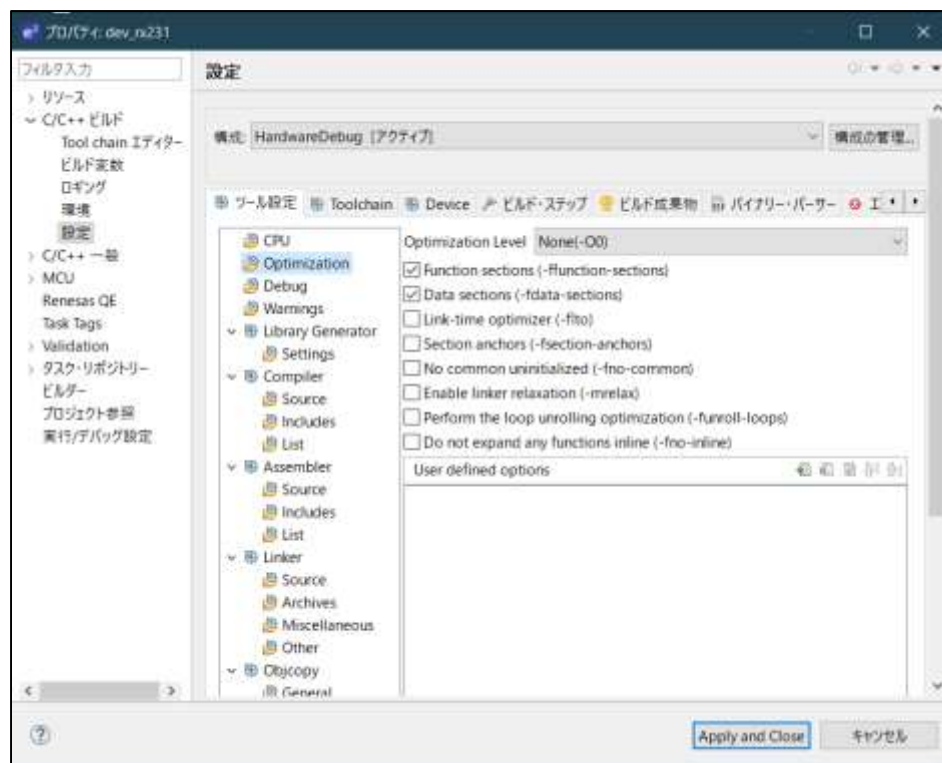 e² プロパティ: dev_rx231
フィルタ入力
リソース
C/C++ ビルド
Tool chain エディター
ビルド変数
ロギング
環境
設定
C/C++ 一般
MCU
Renesas QE
Task Tags
Validation
タスク・リポジトリー
ビルダー
プロジェクト参照
実行/デバッグ設定
設定
構成: HardwareDebug [アクティブ]
構成の管理...
ツール設定 Toolchain Device ビルド・ステップ ビルド成果物 バイナリー・パーサー エ
CPU
Optimization
Debug
Warnings
Library Generator
Settings
Compiler
Source
Includes
List
Assembler
Source
Includes
List
Linker
Source
Archives
Miscellaneous
Other
Objcopy
General
Optimization Level None(-O0)
Function sections (-ffunction-sections)
Data sections (-fdata-sections)
Link-time optimizer (-flto)
Section anchors (-fsection-anchors)
No common uninitialized (-fno-common)
Enable linker relaxation (-mrelax)
Perform the loop unrolling optimization (-funroll-loops)
Do not expand any functions inline (-fno-inline)
User defined options
Apply and Close
キャンセル